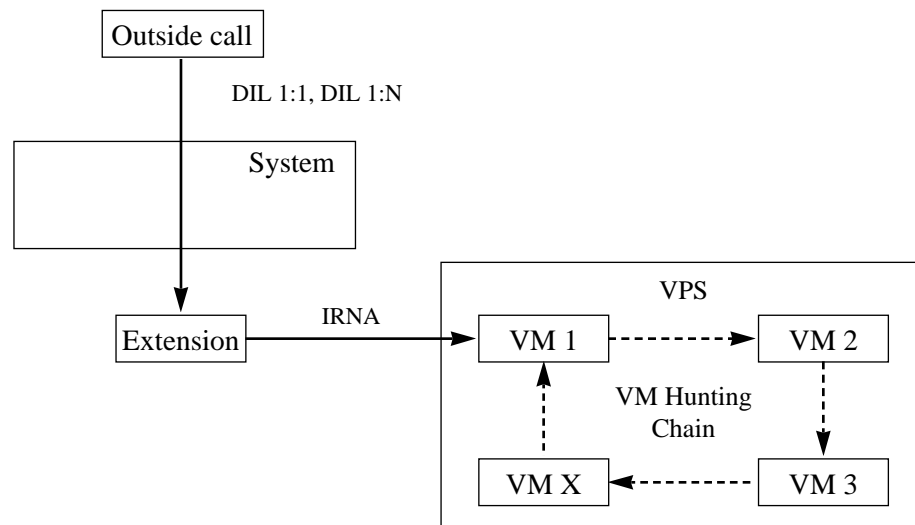 Outside call
DIL 1:1, DIL 1:N
System
VPS
IRNA
Extension
VM 1
VM 2
VM Hunting
Chain
VM X
VM 3